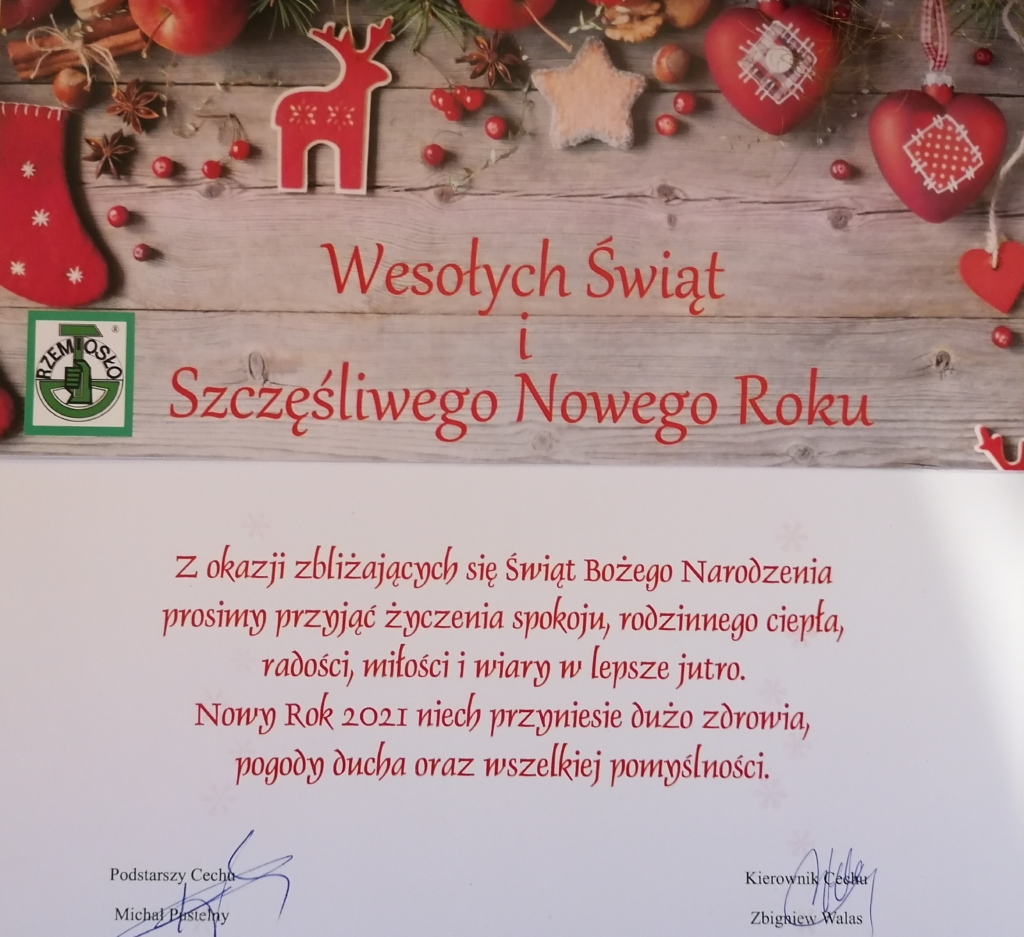 Wesołych Świąt
i
Szczęśliwego Nowego Roku
RZEMIOSŁO
®
Z okazji zbliżających się Świąt Bożego Narodzenia
prosimy przyjąć życzenia spokoju, rodzinnego ciepła,
radości, miłości i wiary w lepsze jutro.
Nowy Rok 2021 niech przyniesie dużo zdrowia,
pogody ducha oraz wszelkiej pomyślności.
Podstarszy Cechu
Michał Pastelny
Kierownik Cechu
Zbigniew Walas